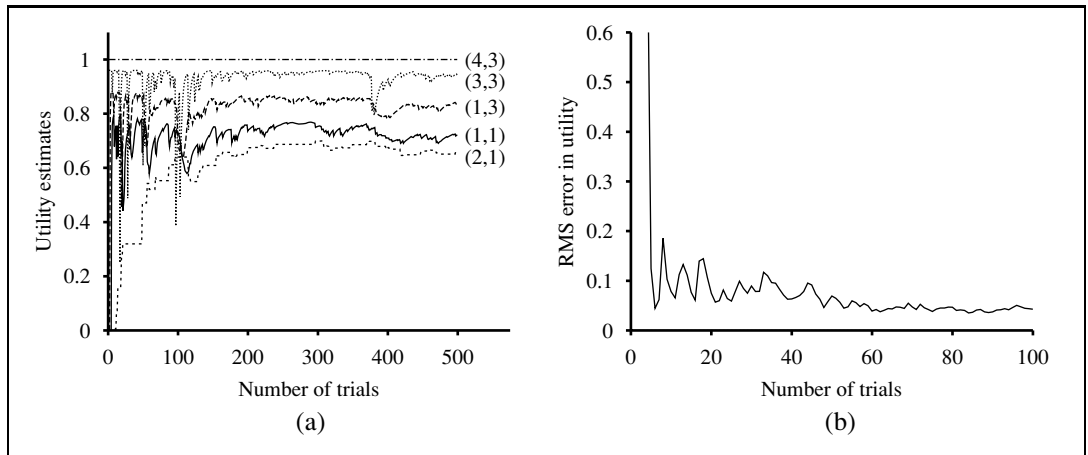 1
0.8
0.6
0.4
0.2
0
Utility estimates
(4,3)
(3,3)
(1,3)
(1,1)
(2,1)
0 100 200 300 400 500
Number of trials
(a)
0.6
0.5
0.4
0.3
0.2
0.1
0
RMS error in utility
0 20 40 60 80 100
Number of trials
(b)